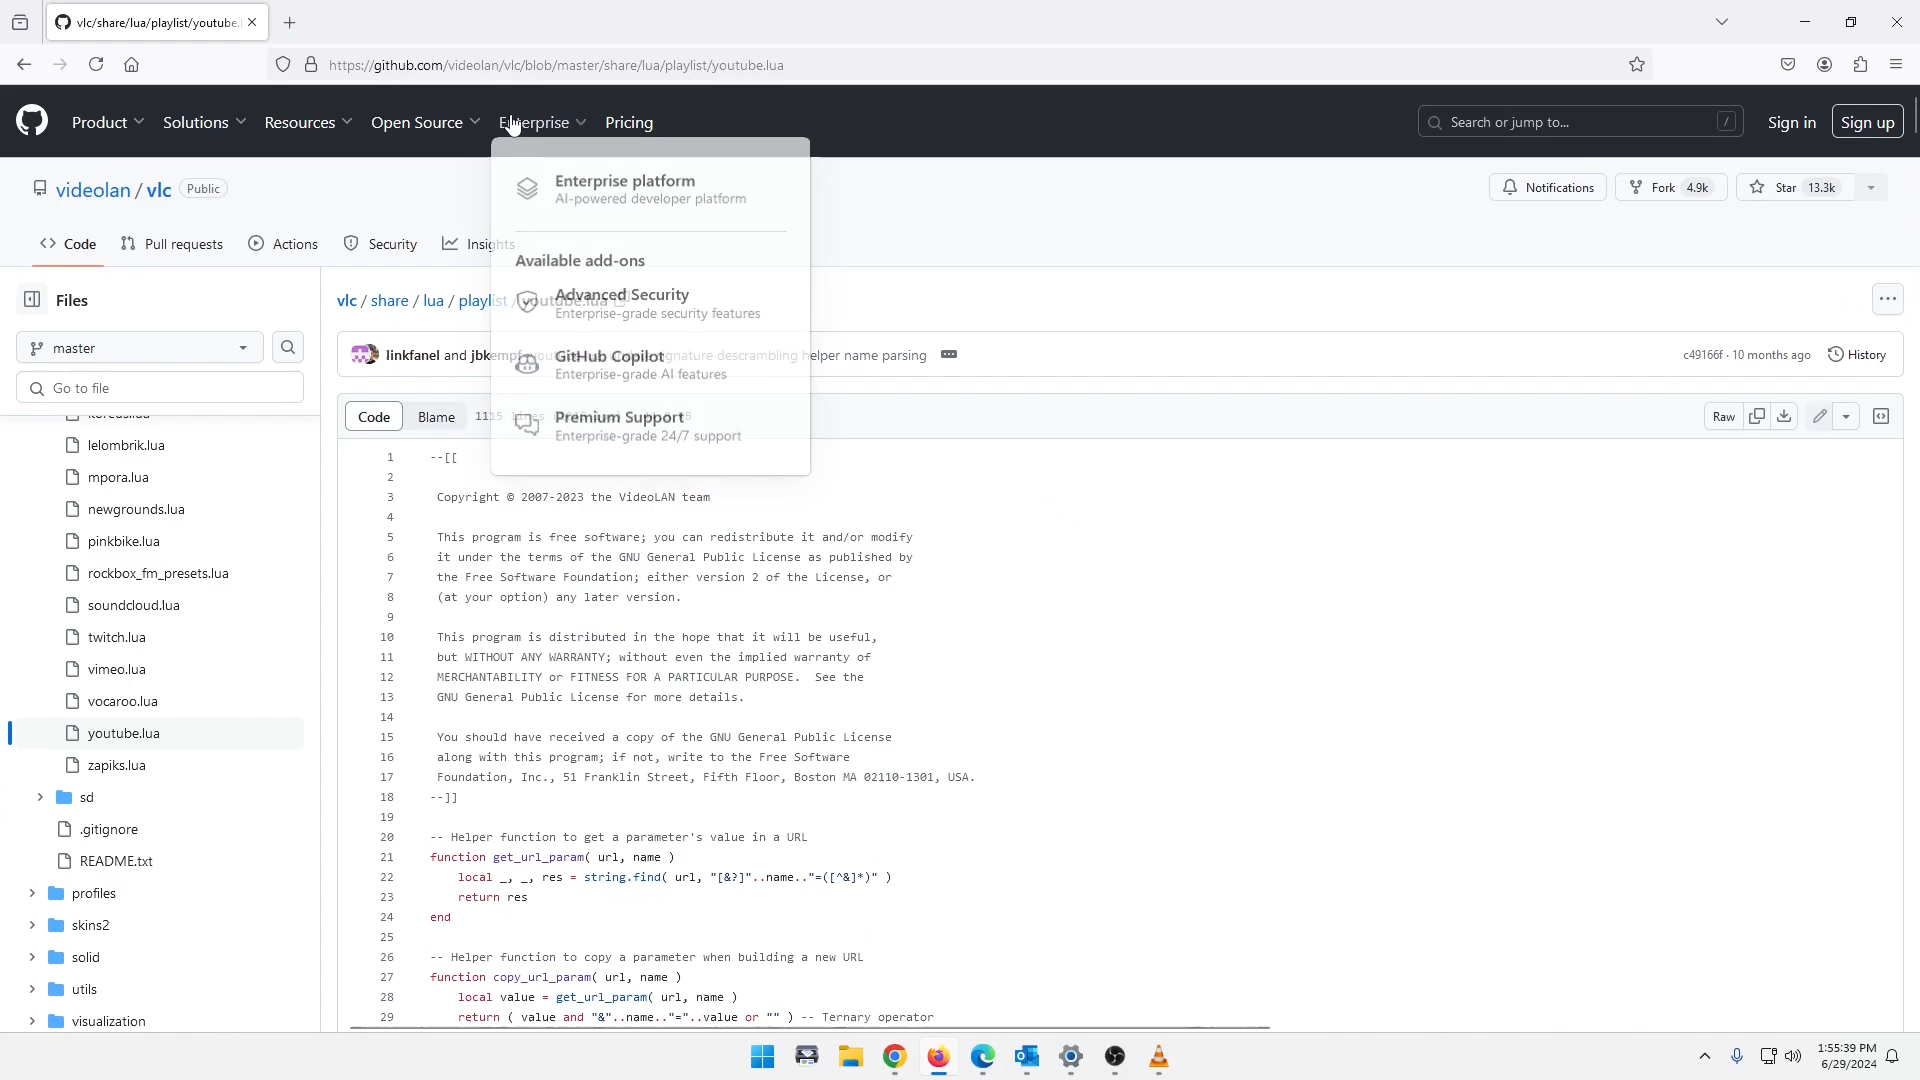 vlc/share/lua/playlist/youtube.
https://github.com/videolan/vlc/blob/master/share/lua/playlist/youtube.lua
Product
Solutions
Resources
Open Source
Enterprise
Pricing
Search or jump to...
/
Sign in
Sign up
videolan / vlc
Public
Notifications
Fork 4.9k
Star 13.3k
Code
Pull requests
Actions
Security
Insights
Enterprise platform
AI-powered developer platform
Available add-ons
Advanced Security
Enterprise-grade security features
GitHub Copilot
Enterprise-grade AI features
Premium Support
Enterprise-grade 24/7 support
Files
master
Go to file
koreus.lua
lelombrik.lua
mpora.lua
newgrounds.lua
pinkbike.lua
rockbox_fm_presets.lua
soundcloud.lua
twitch.lua
vimeo.lua
vocaroo.lua
youtube.lua
zapiks.lua
sd
.gitignore
README.txt
profiles
skins2
solid
utils
visualization
vlc / share / lua / playlist / youtube.lua
linkfanel and jbkempf signature descrambling helper name parsing
c49166f · 10 months ago
History
Code
Blame
1115 lines
Raw
1 --[[
2
3 Copyright © 2007-2023 the VideoLAN team
4
5 This program is free software; you can redistribute it and/or modify
6 it under the terms of the GNU General Public License as published by
7 the Free Software Foundation; either version 2 of the License, or
8 (at your option) any later version.
9
10 This program is distributed in the hope that it will be useful,
11 but WITHOUT ANY WARRANTY; without even the implied warranty of
12 MERCHANTABILITY or FITNESS FOR A PARTICULAR PURPOSE.  See the
13 GNU General Public License for more details.
14
15 You should have received a copy of the GNU General Public License
16 along with this program; if not, write to the Free Software
17 Foundation, Inc., 51 Franklin Street, Fifth Floor, Boston MA 02110-1301, USA.
18 --]]
19
20 -- Helper function to get a parameter's value in a URL
21 function get_url_param( url, name )
22     local _, _, res = string.find( url, "[&?]"..name.."=([^&]*)" )
23     return res
24 end
25
26 -- Helper function to copy a parameter when building a new URL
27 function copy_url_param( url, name )
28     local value = get_url_param( url, name )
29     return ( value and "&"..name.."="..value or "" ) -- Ternary operator
1:55:39 PM
6/29/2024